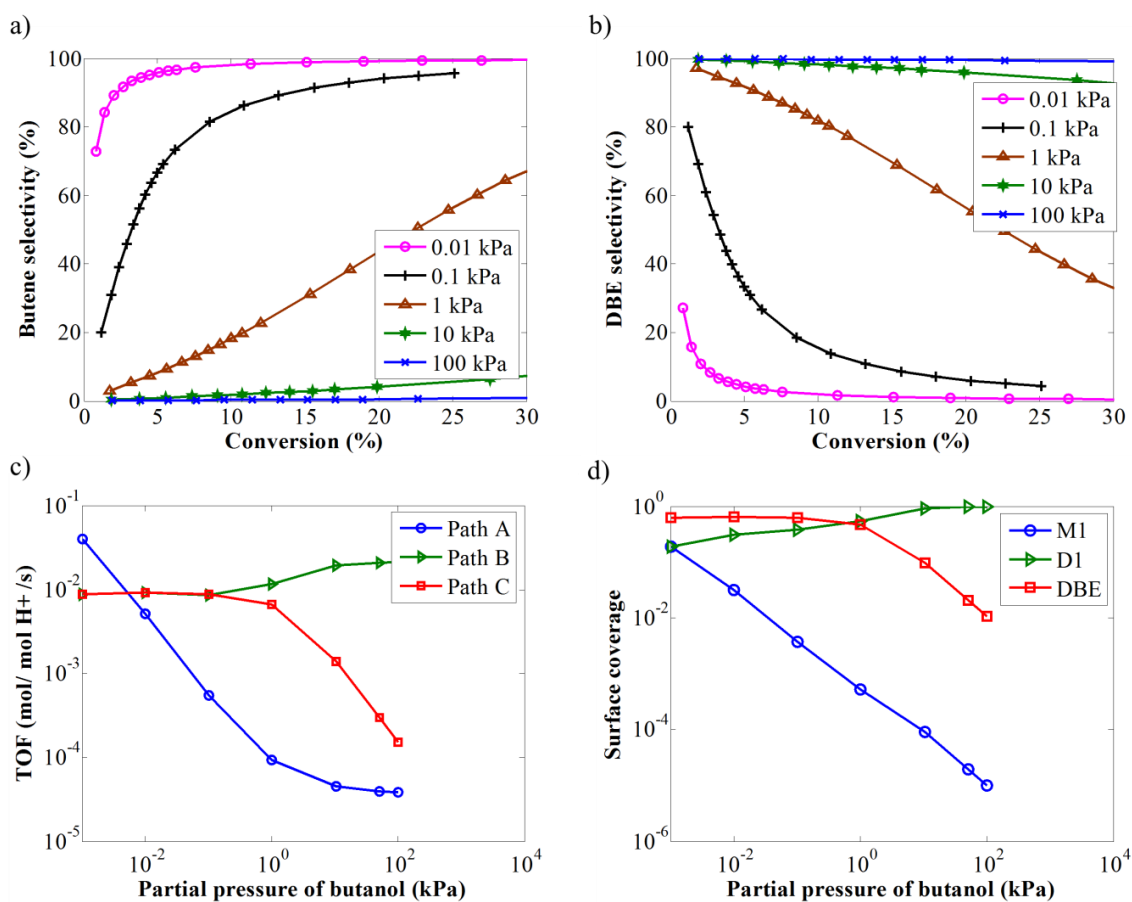 a)
100
80
60
40
20
0
0
5
10
15
20
25
30
Butene selectivity (%)
Conversion (%)
0.01 kPa
0.1 kPa
1 kPa
10 kPa
100 kPa
b)
100
80
60
40
20
0
0
5
10
15
20
25
30
DBE selectivity (%)
Conversion (%)
0.01 kPa
0.1 kPa
1 kPa
10 kPa
100 kPa
c)
10^-1
10^-2
10^-3
10^-4
10^-5
10^-2
10^0
10^2
TOF (mol/ mol H+/s)
Partial pressure of butanol (kPa)
Path A
Path B
Path C
d)
10^0
10^-2
10^-4
10^-6
10^-2
10^0
10^2
Surface coverage
Partial pressure of butanol (kPa)
M1
D1
DBE